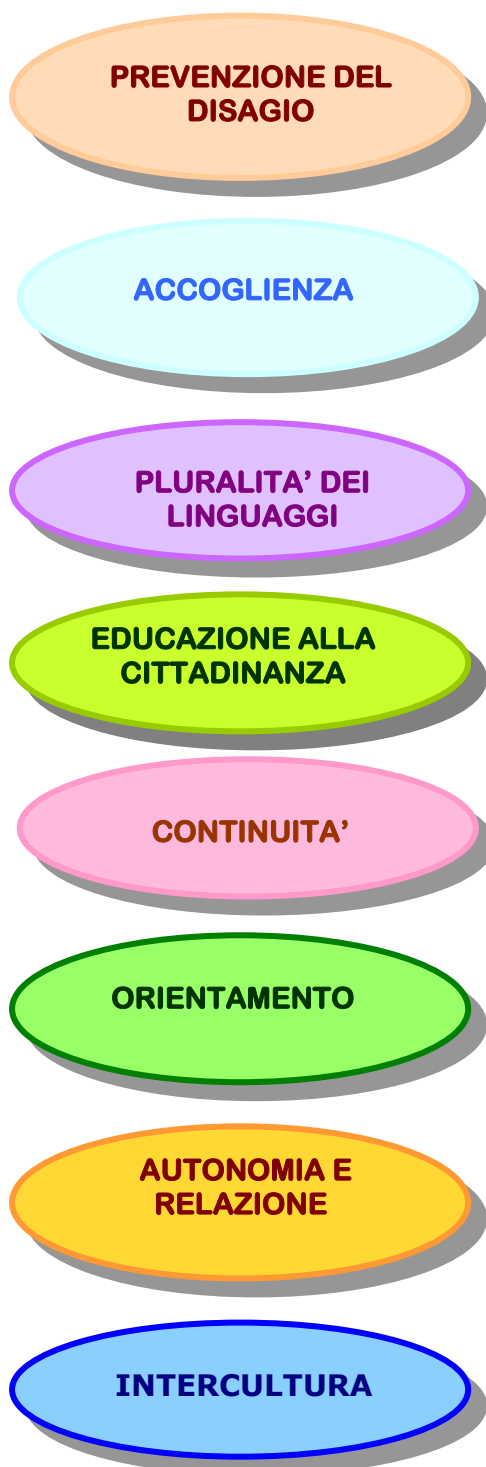 PREVENZIONE DEL
DISAGIO
ACCOGLIENZA
PLURALITA’ DEI
LINGUAGGI
EDUCAZIONE ALLA
CITTADINANZA
CONTINUITA’
ORIENTAMENTO
AUTONOMIA E
RELAZIONE
INTERCULTURA